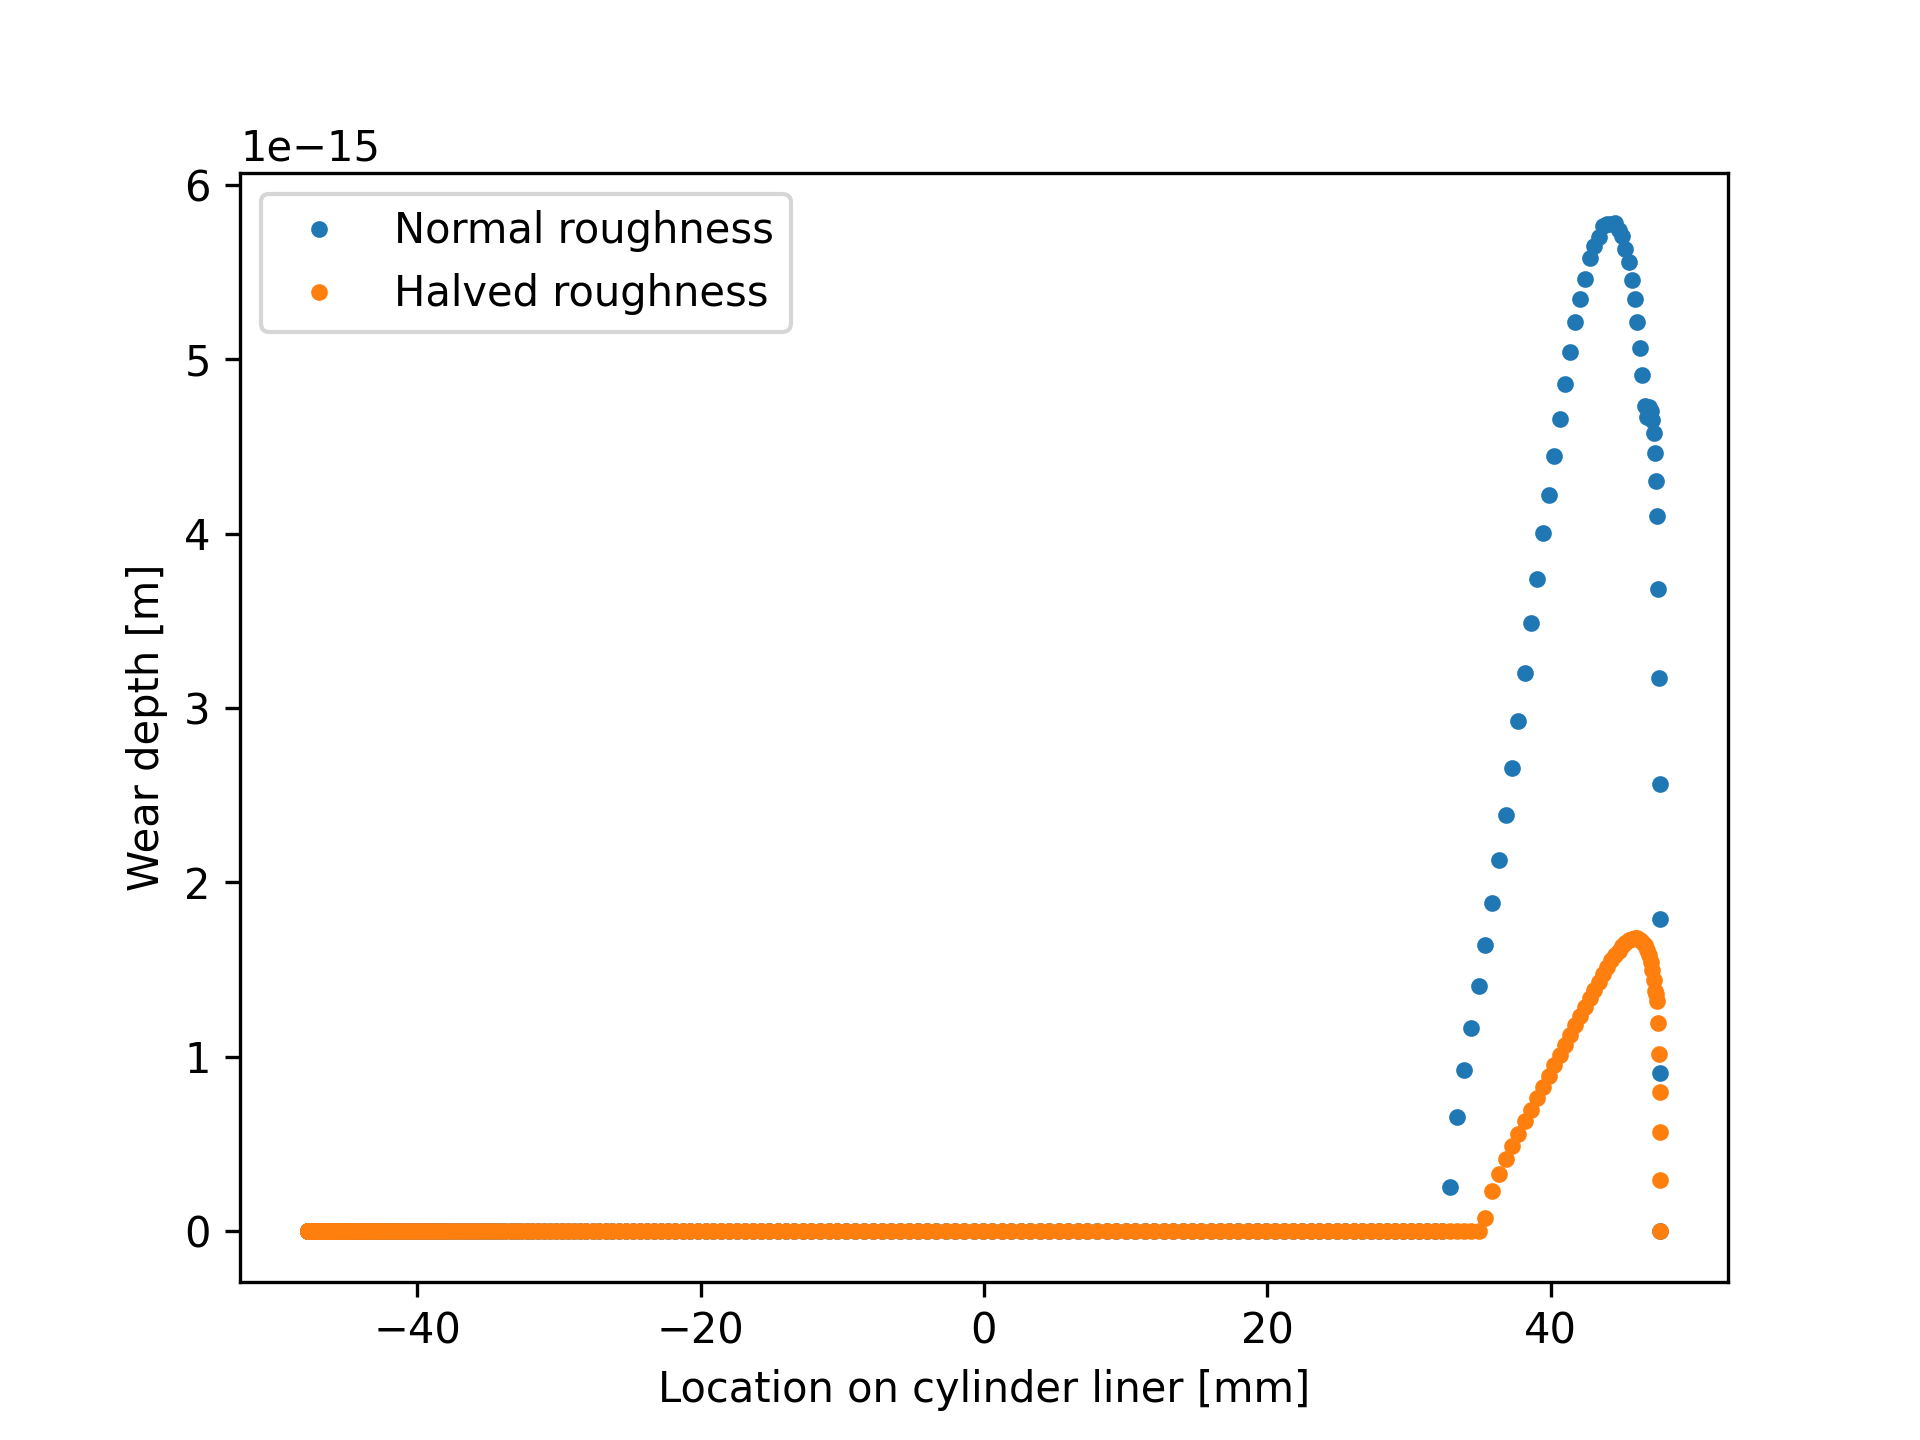 1e−15
6
5
4
3
2
1
0
Wear depth [m]
Normal roughness
Halved roughness
−40
−20
0
20
40
Location on cylinder liner [mm]